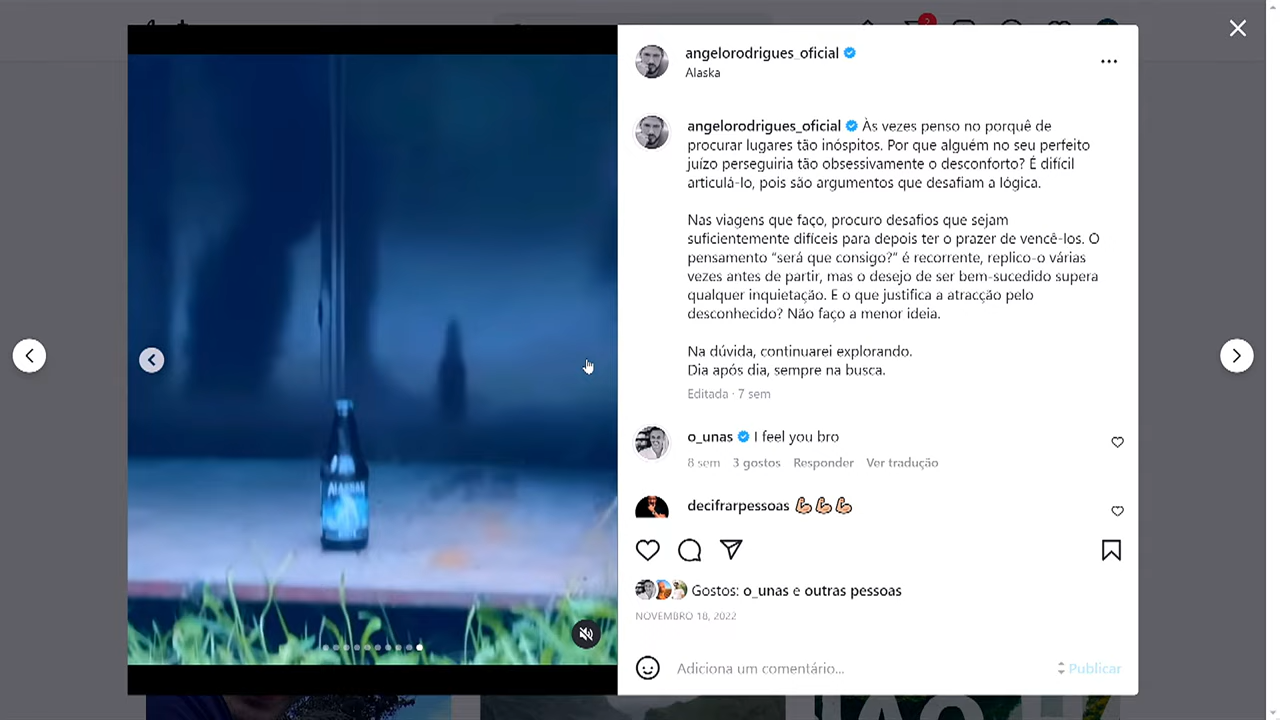 angelorodrigues_oficial
Alaska
angelorodrigues_oficial Às vezes penso no porquê de
procurar lugares tão inóspitos. Por que alguém no seu perfeito
juízo perseguiria tão obsessivamente o desconforto? É difícil
articulá-lo, pois são argumentos que desafiam a lógica.
Nas viagens que faço, procuro desafios que sejam
suficientemente difíceis para depois ter o prazer de vencê-los. O
pensamento “será que consigo?” é recorrente, replico-o várias
vezes antes de partir, mas o desejo de ser bem-sucedido supera
qualquer inquietação. E o que justifica a atracção pelo
desconhecido? Não faço a menor ideia.
Na dúvida, continuarei explorando.
Dia após dia, sempre na busca.
Editada · 7 sem
o_unas I feel you bro
8 sem 3 gostos Responder Ver tradução
decifrarpessoas 💪🏼💪🏼💪🏼
Gostos: o_unas e outras pessoas
NOVEMBRO 18, 2022
Adiciona um comentário... Publicar